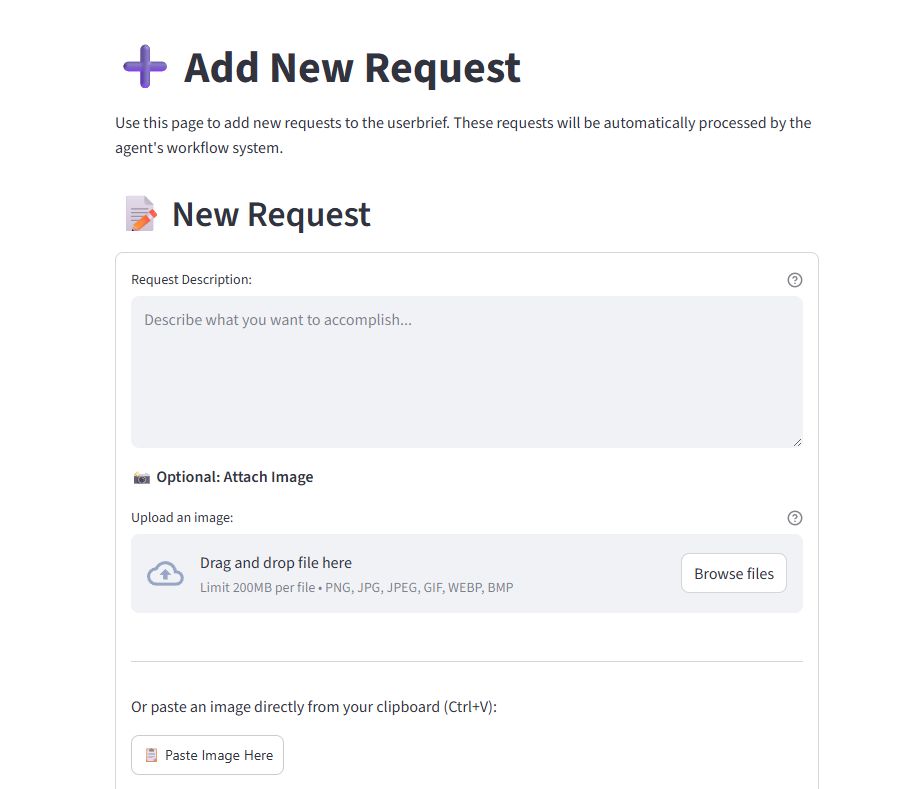 Add New Request
Use this page to add new requests to the userbrief. These requests will be automatically processed by the
agent's workflow system.
New Request
Request Description:
Describe what you want to accomplish...
Optional: Attach Image
Upload an image:
Drag and drop file here
Limit 200MB per file • PNG, JPG, JPEG, GIF, WEBP, BMP
Browse files
Or paste an image directly from your clipboard (Ctrl+V):
Paste Image Here